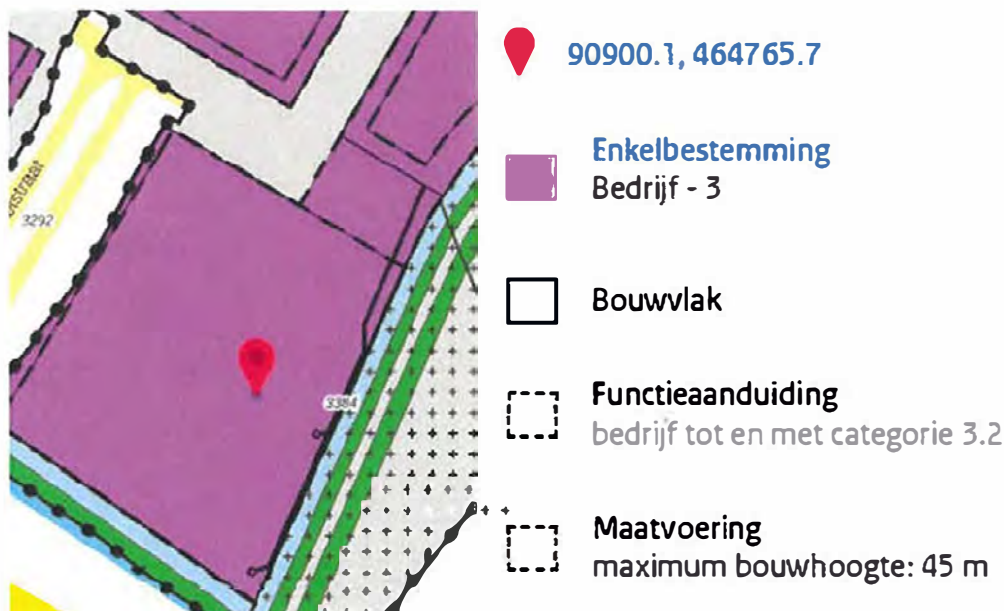 90900.1, 464765.7
Enkelbestemming
Bedrijf - 3
3292
Bouwvlak
Functieaanduiding
bedrijf tot en met categorie 3.2
3384
Maatvoering
maximum bouwhoogte: 45 m